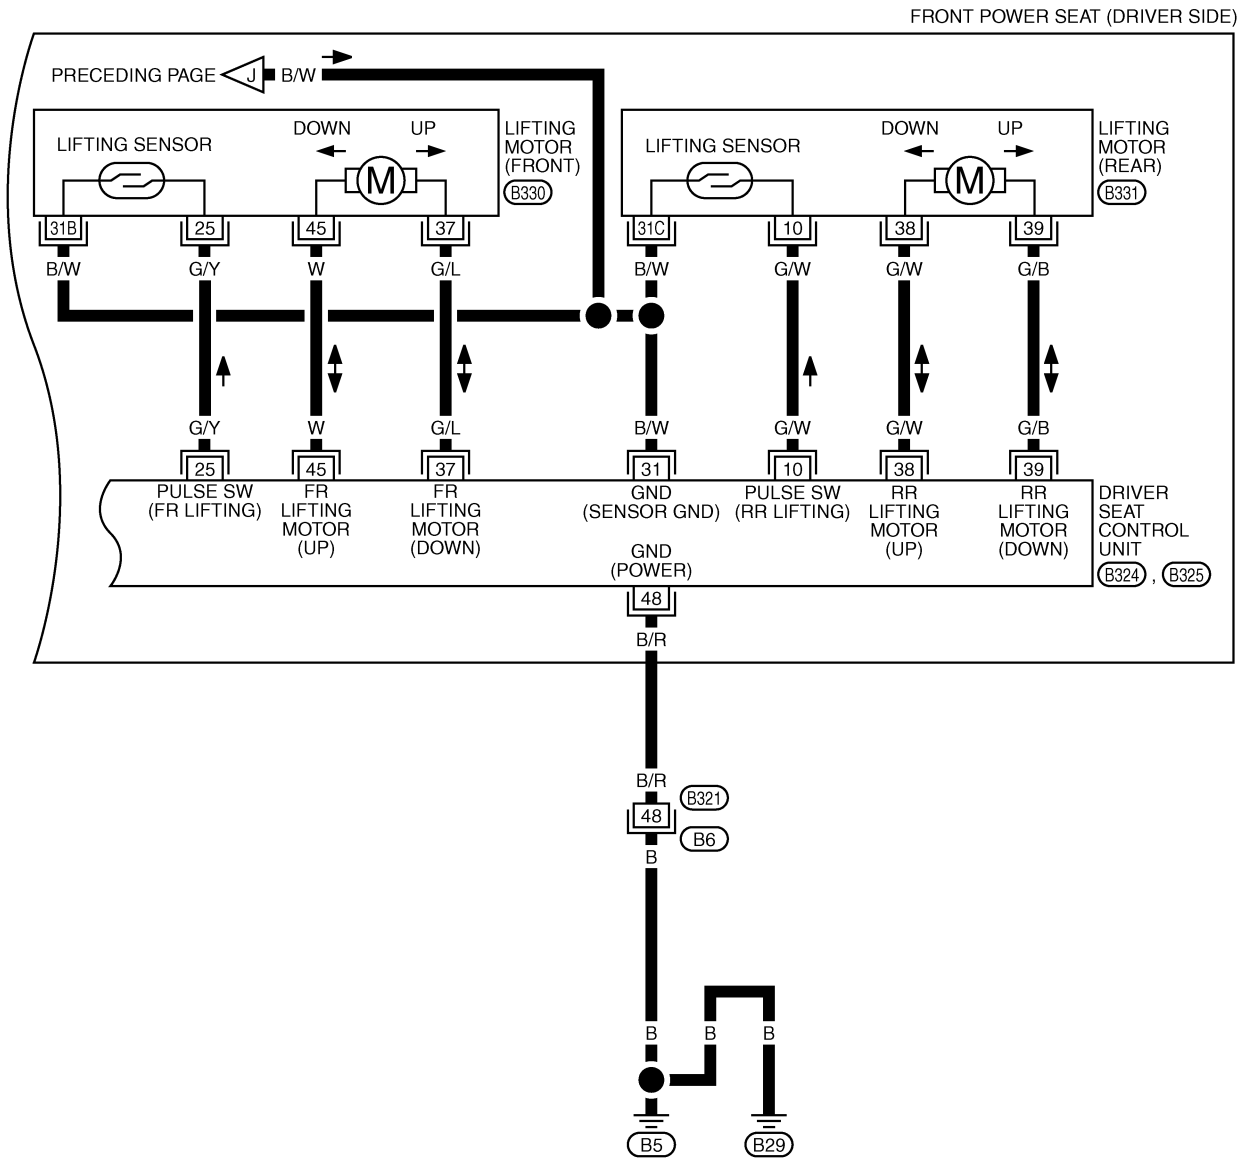 FRONT POWER SEAT (DRIVER SIDE)
PRECEDING PAGE J B/W
LIFTING SENSOR
DOWN UP
M
LIFTING
MOTOR
(FRONT)
B330
LIFTING SENSOR
DOWN UP
M
LIFTING
MOTOR
(REAR)
B331
31B 25 45 37 31C 10 38 39
B/W G/Y W G/L B/W G/W G/W G/B
G/Y W G/L B/W G/W G/W G/B
25 45 37 31 10 38 39
PULSE SW
(FR LIFTING)
FR
LIFTING
MOTOR
(UP)
FR
LIFTING
MOTOR
(DOWN)
GND
(SENSOR GND)
PULSE SW
(RR LIFTING)
RR
LIFTING
MOTOR
(UP)
RR
LIFTING
MOTOR
(DOWN)
GND
(POWER)
DRIVER
SEAT
CONTROL
UNIT
B324 , B325
48
B/R
B/R
B321
48
B6
B
B B B
B5 B29